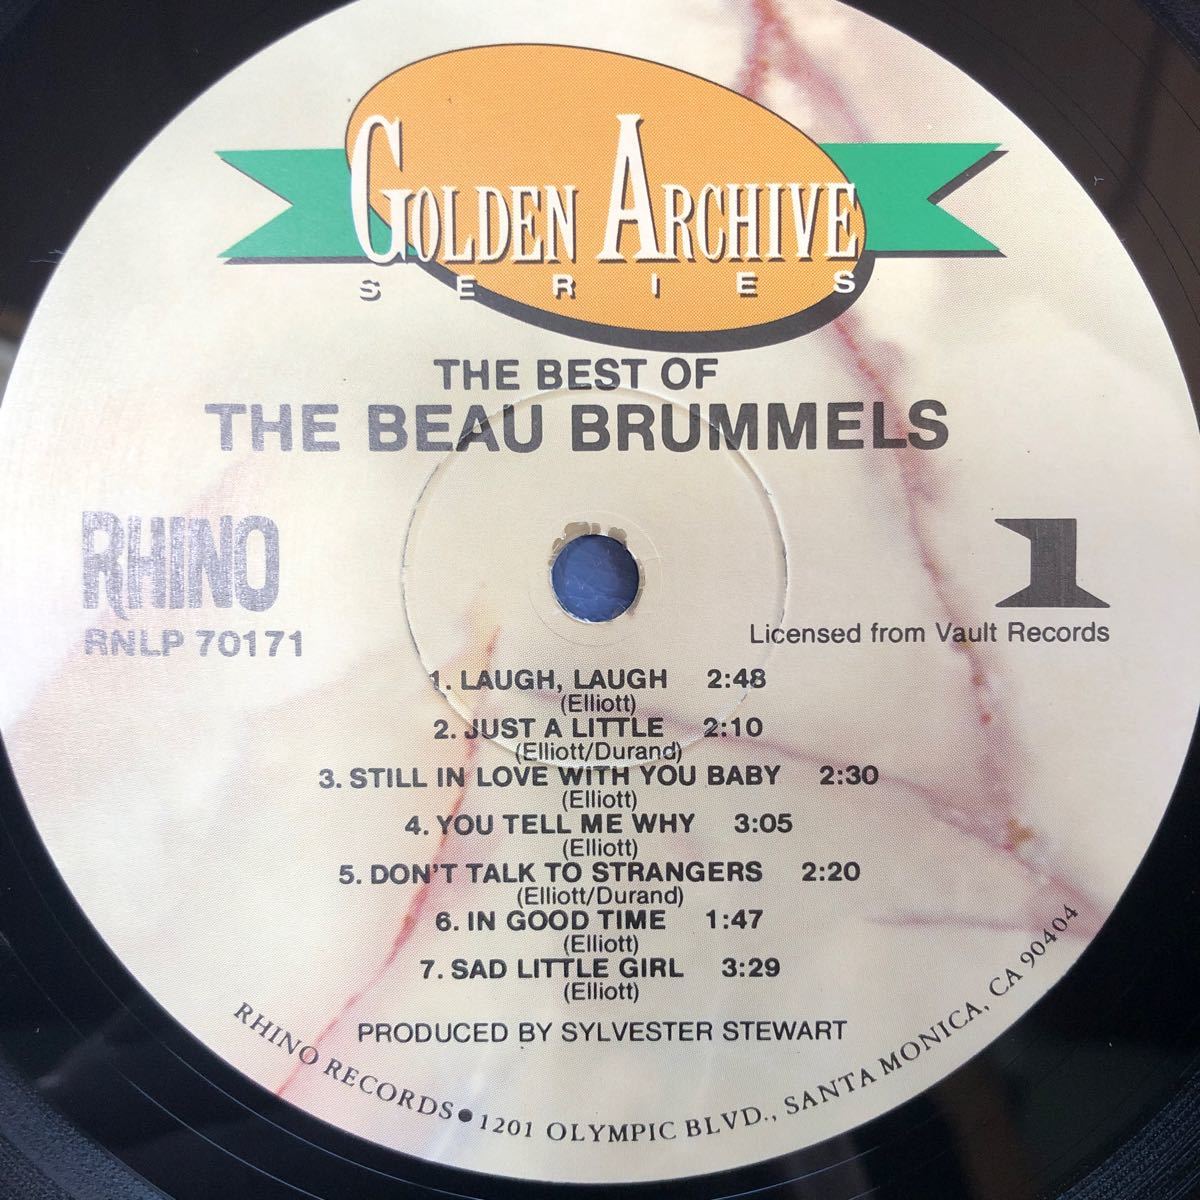 GOLDEN ARCHIVE
SERIES
THE BEST OF
THE BEAU BRUMMELS
RHINO
RNLP 70171
1
Licensed from Vault Records
1. LAUGH, LAUGH 2:48
(Elliott)
2. JUST A LITTLE 2:10
(Elliott/Durand)
3. STILL IN LOVE WITH YOU BABY 2:30
(Elliott)
4. YOU TELL ME WHY 3:05
(Elliott)
5. DON'T TALK TO STRANGERS 2:20
(Elliott/Durand)
6. IN GOOD TIME 1:47
(Elliott)
7. SAD LITTLE GIRL 3:29
(Elliott)
PRODUCED BY SYLVESTER STEWART
RHINO RECORDS ● 1201 OLYMPIC BLVD., SANTA MONICA, CA 90404